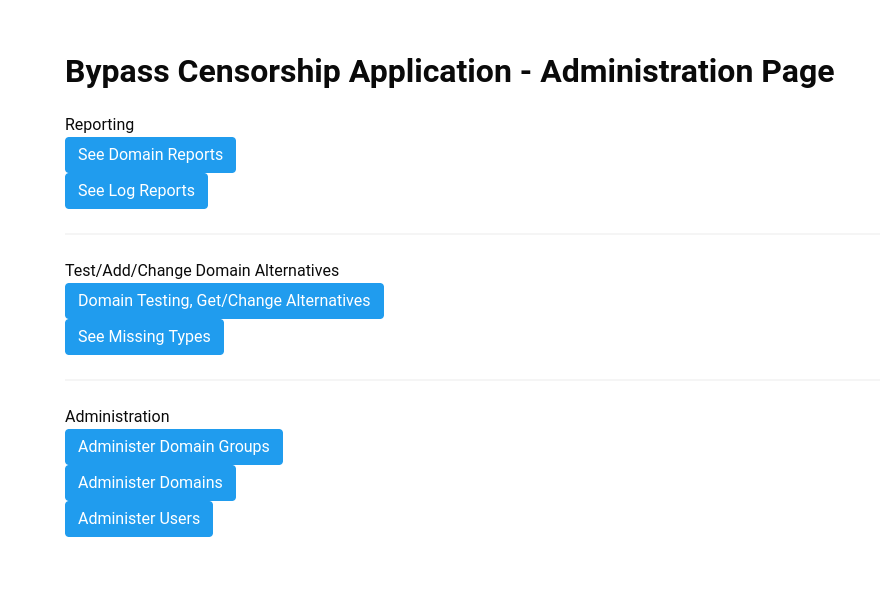 Bypass Censorship Application - Administration Page
Reporting
See Domain Reports
See Log Reports
Test/Add/Change Domain Alternatives
Domain Testing, Get/Change Alternatives
See Missing Types
Administration
Administer Domain Groups
Administer Domains
Administer Users